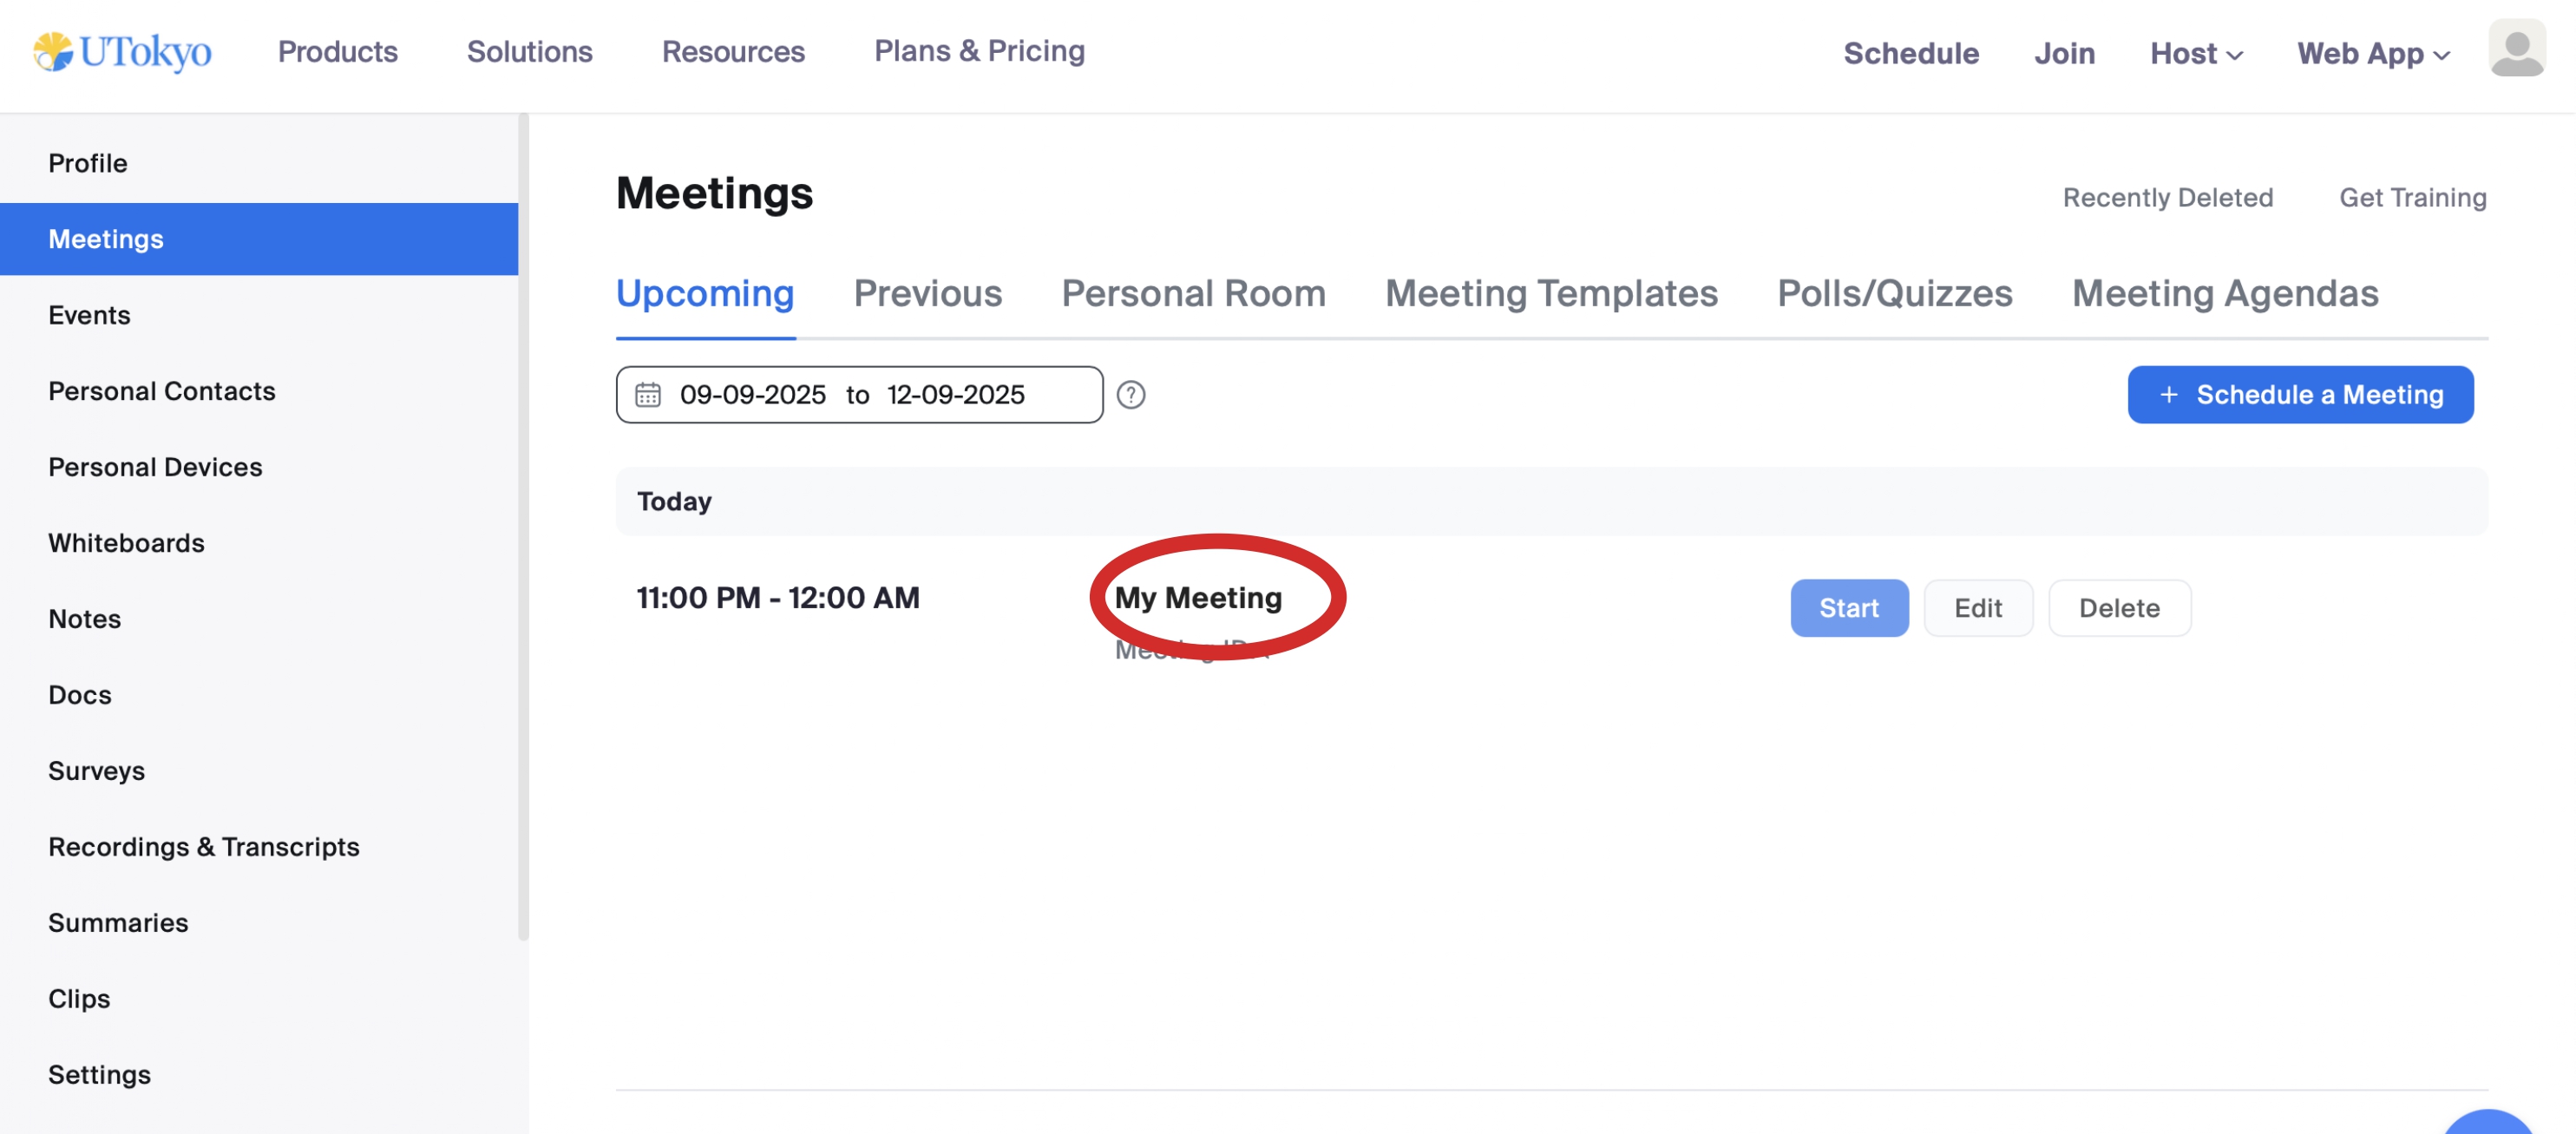 UTokyo
Products
Solutions
Resources
Plans & Pricing
Schedule
Join
Host
Web App
Profile
Meetings
Events
Personal Contacts
Personal Devices
Whiteboards
Notes
Docs
Surveys
Recordings & Transcripts
Summaries
Clips
Settings
Meetings
Recently Deleted
Get Training
Upcoming
Previous
Personal Room
Meeting Templates
Polls/Quizzes
Meeting Agendas
09-09-2025 to 12-09-2025
?
+ Schedule a Meeting
Today
11:00 PM - 12:00 AM
My Meeting
Start
Edit
Delete